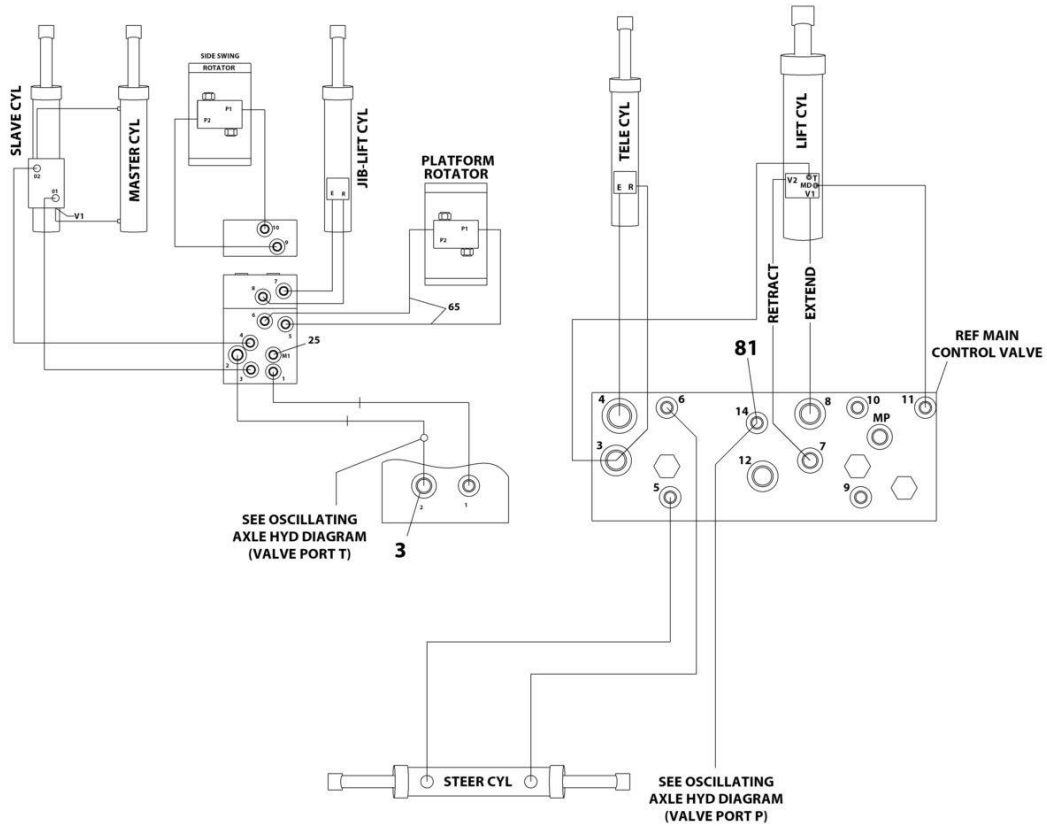 SLAVE CYL
MASTER CYL
SIDE SWING
ROTATOR
P1
P2
JIB-LIFT CYL
E R
PLATFORM
ROTATOR
P1
P2
TELE CYL
E R
LIFT CYL
V2
T
MD
V1
O2
O1
V1
10
9
7
8
6
5
65
4
25
M1
2
3
1
RETRACT
EXTEND
81
REF MAIN
CONTROL VALVE
4
6
14
8
10
11
MP
3
12
7
5
9
2
1
3
SEE OSCILLATING
AXLE HYD DIAGRAM
(VALVE PORT T)
STEER CYL
SEE OSCILLATING
AXLE HYD DIAGRAM
(VALVE PORT P)